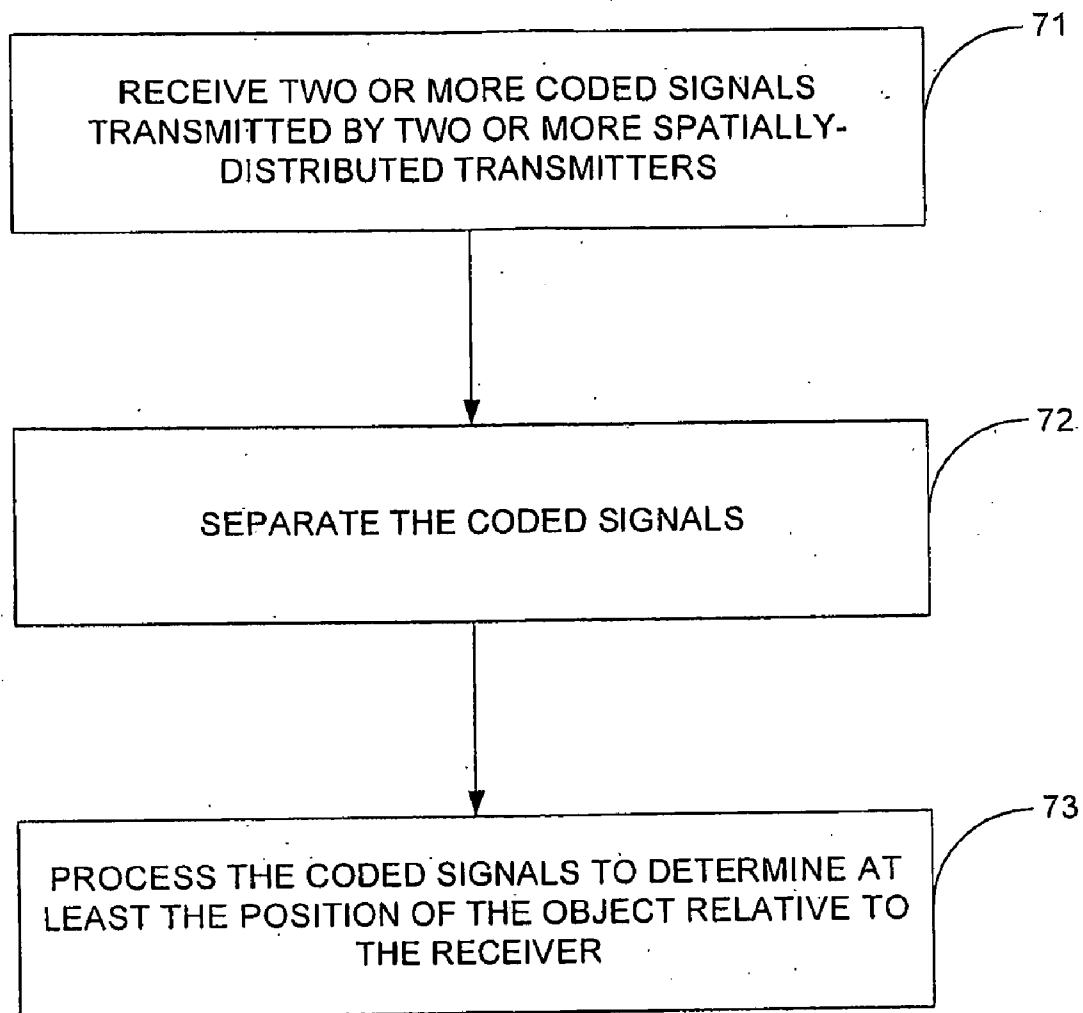 71
RECEIVE TWO OR MORE CODED SIGNALS
TRANSMITTED BY TWO OR MORE SPATIALLY-
DISTRIBUTED TRANSMITTERS
72
SEPARATE THE CODED SIGNALS
73
PROCESS THE CODED SIGNALS TO DETERMINE AT
LEAST THE POSITION OF THE OBJECT RELATIVE TO
THE RECEIVER